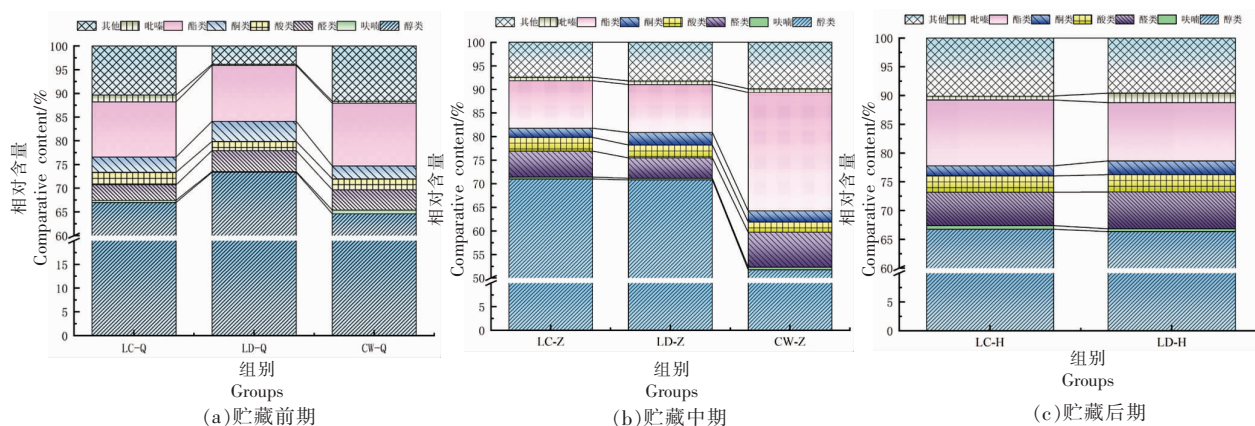 其他 吡嗪 酯类 酮类 酸类 醛类 呋喃 醇类
100
95
90
85
80
75
70
65
60
15
10
5
0
相对含量
Comparative content/%
LC-Q LD-Q CW-Q
组别
Groups
(a)贮藏前期
其他 吡嗪 酯类 酮类 酸类 醛类 呋喃 醇类
100
95
90
85
80
75
70
65
60
55
50
5
0
相对含量
Comparative content/%
LC-Z LD-Z CW-Z
组别
Groups
(b)贮藏中期
其他 吡嗪 酯类 酮类 酸类 醛类 呋喃 醇类
100
95
90
85
80
75
70
65
60
5
0
相对含量
Comparative content/%
LC-H LD-H
组别
Groups
(c)贮藏后期